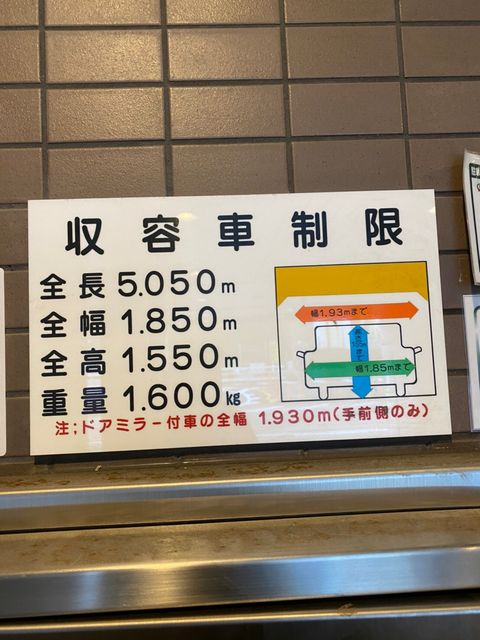 収容車制限
全長 5.050m
全幅 1.850m
全高 1.550m
重量 1.600kg
幅1.93mまで
幅1.85mまで
注;ドアミラー付車の全幅 1.930m(手前側のみ)